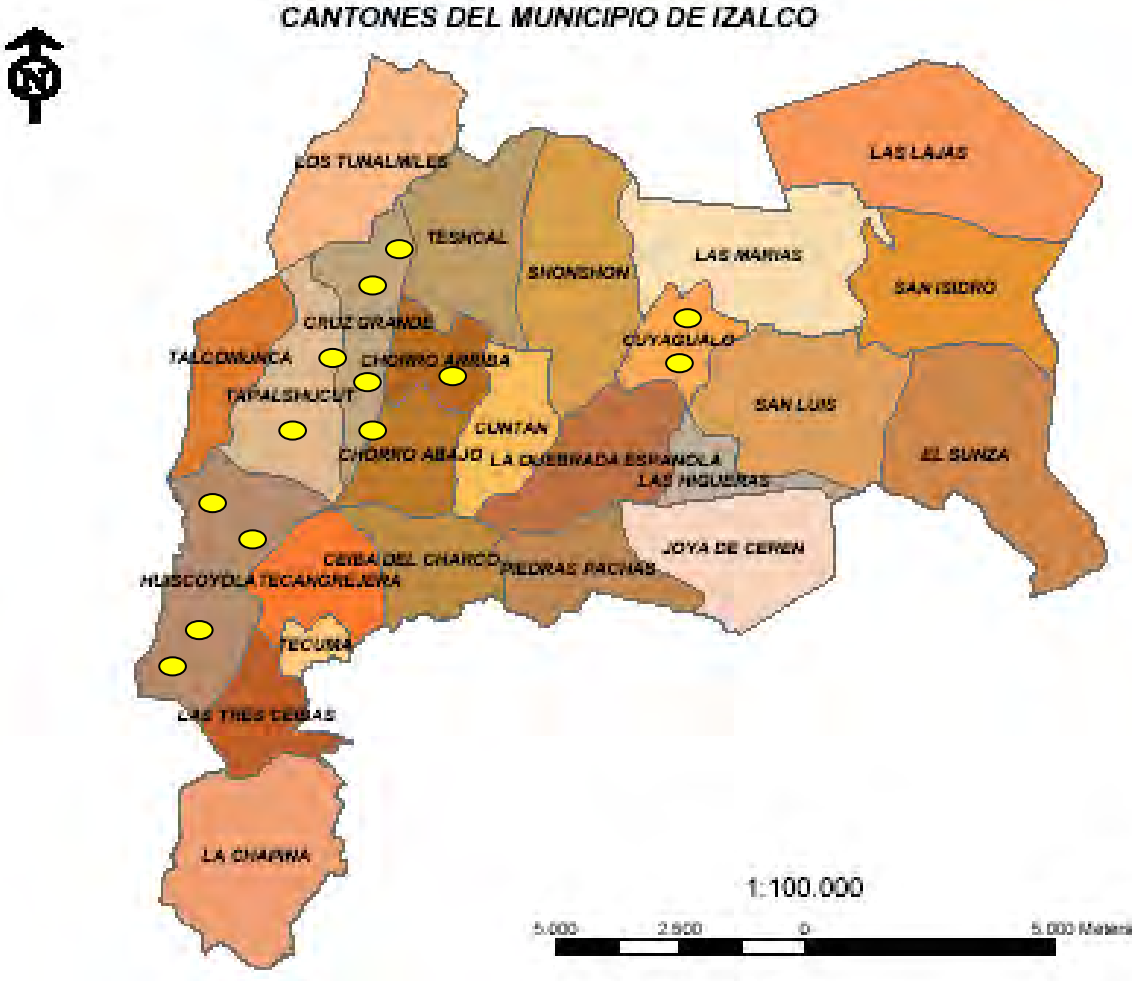 CANTONES DEL MUNICIPIO DE IZALCO
N
LAS LAJAS
LOS TUNALMILES
TESHCAL
LAS MARIAS
SHONSHON
SAN ISIDRO
CRUZ GRANDE
CUYAGUALO
TALCOMUNCA
CHORRO ARRIBA
TAPALSHUCUT
SAN LUIS
CUNTAN
CHORRO ABAJO
LA QUEBRADA ESPANOLA
EL SUNZA
LAS HIGUERAS
JOYA DE CEREN
CEIBA DEL CHARCO
PIEDRAS PACHAS
HUISCOYOLATE
CANGREJERA
TECUMA
LAS TRES CEIBAS
LA CHAPINA
1:100.000
5.000 2.500 0 5.000 Meters